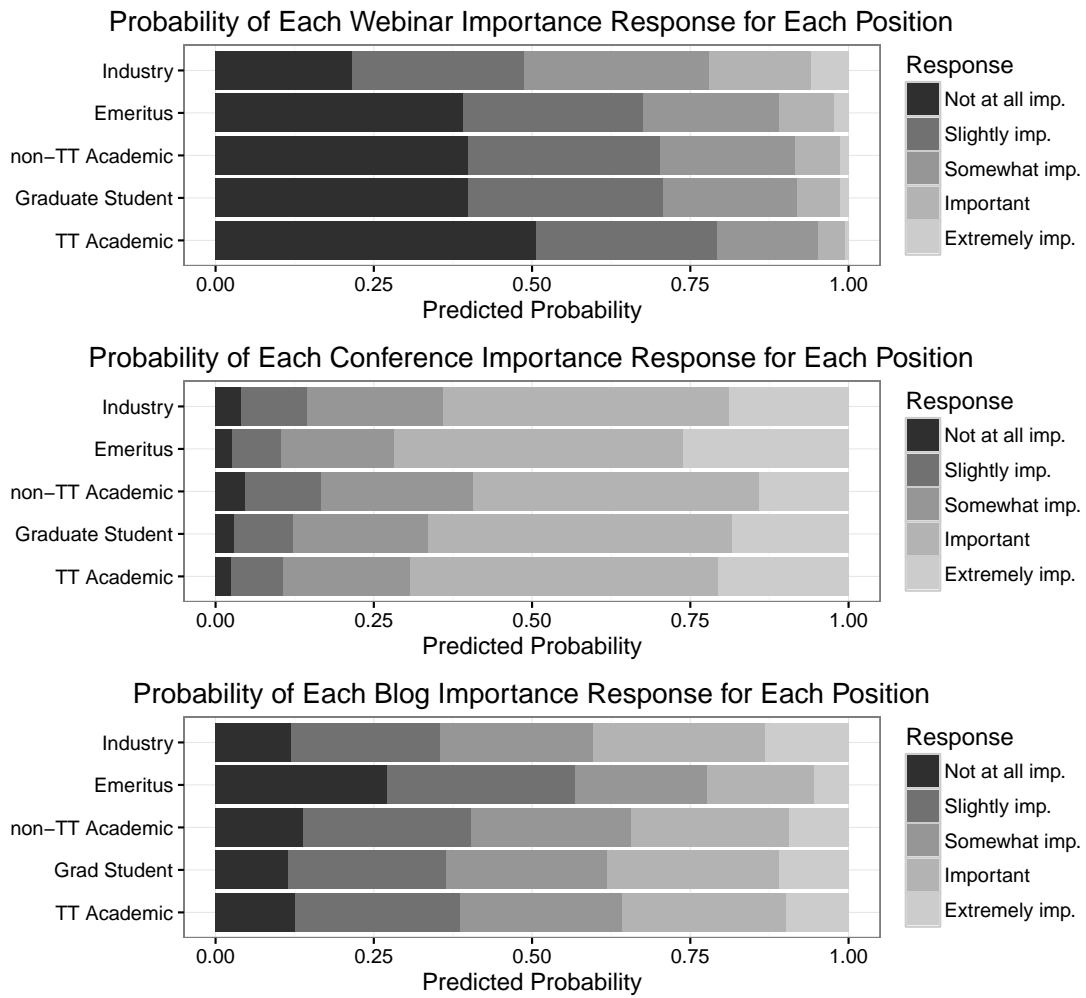 Probability of Each Webinar Importance Response for Each Position
Industry
Emeritus
non−TT Academic
Graduate Student
TT Academic
0.00 0.25 0.50 0.75 1.00
Predicted Probability
Response
Not at all imp.
Slightly imp.
Somewhat imp.
Important
Extremely imp.
Probability of Each Conference Importance Response for Each Position
Industry
Emeritus
non−TT Academic
Graduate Student
TT Academic
0.00 0.25 0.50 0.75 1.00
Predicted Probability
Response
Not at all imp.
Slightly imp.
Somewhat imp.
Important
Extremely imp.
Probability of Each Blog Importance Response for Each Position
Industry
Emeritus
non−TT Academic
Grad Student
TT Academic
0.00 0.25 0.50 0.75 1.00
Predicted Probability
Response
Not at all imp.
Slightly imp.
Somewhat imp.
Important
Extremely imp.